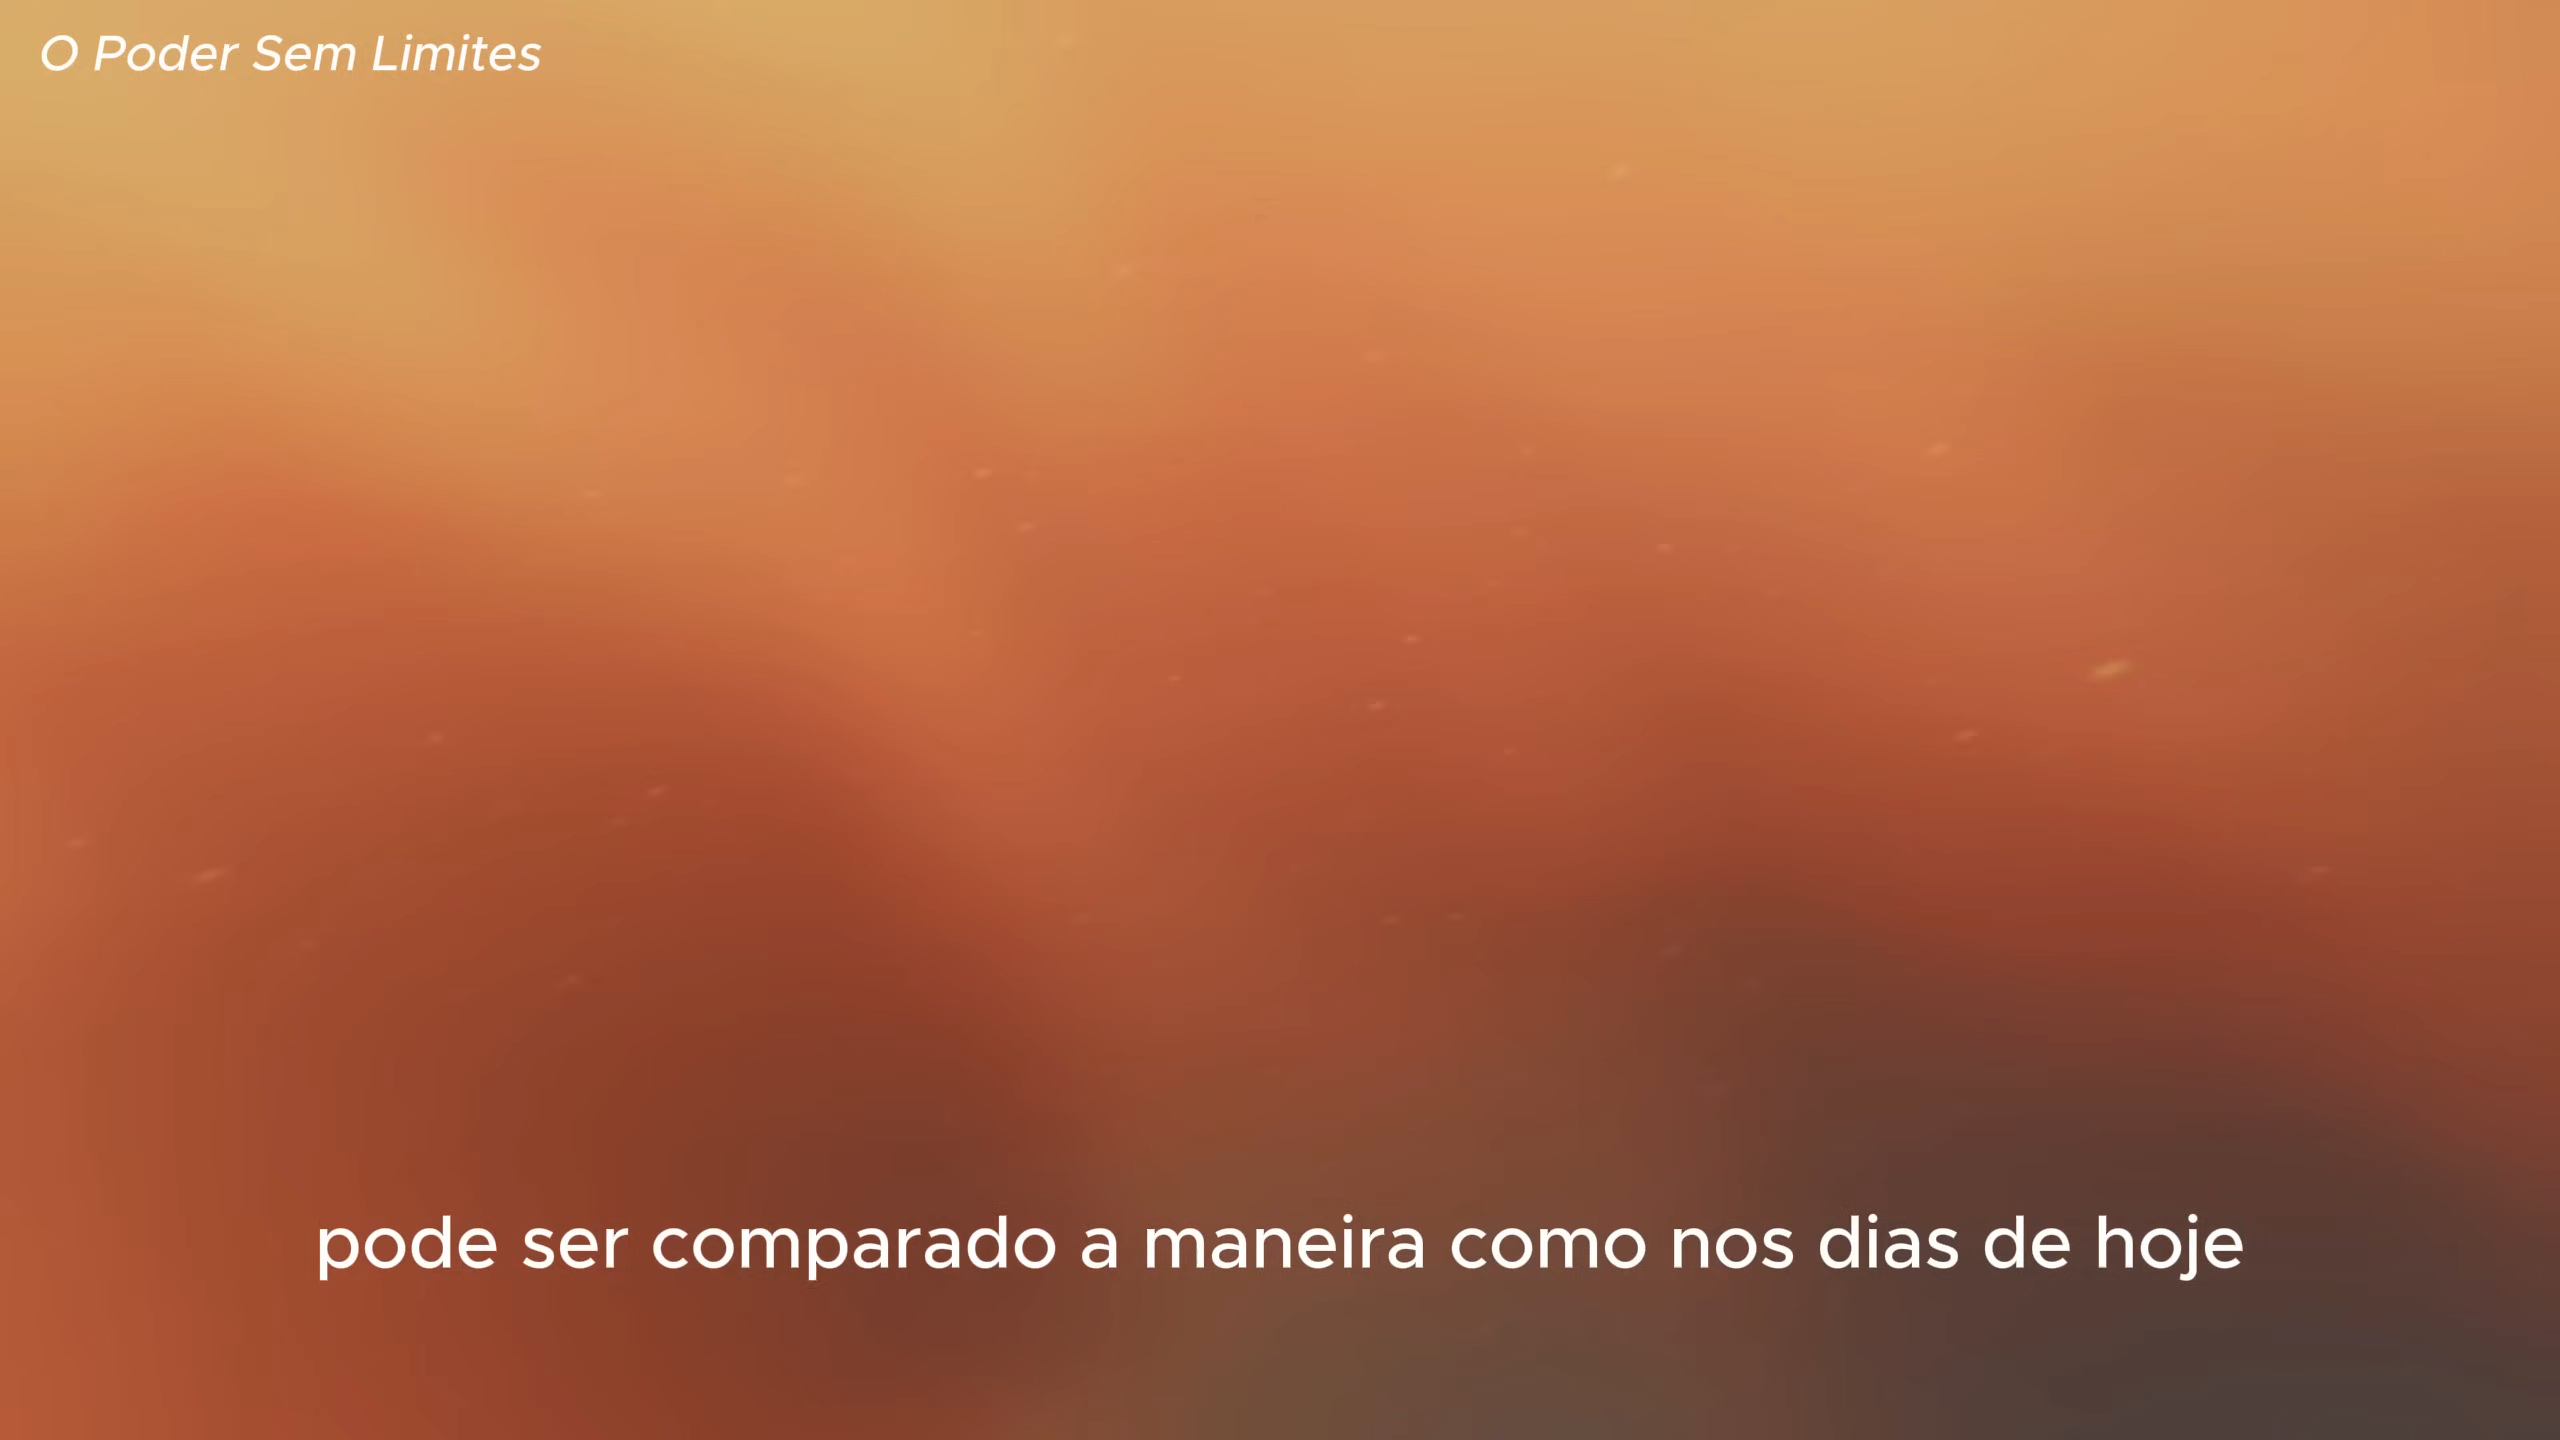 O Poder Sem Limites
pode ser comparado a maneira como nos dias de hoje